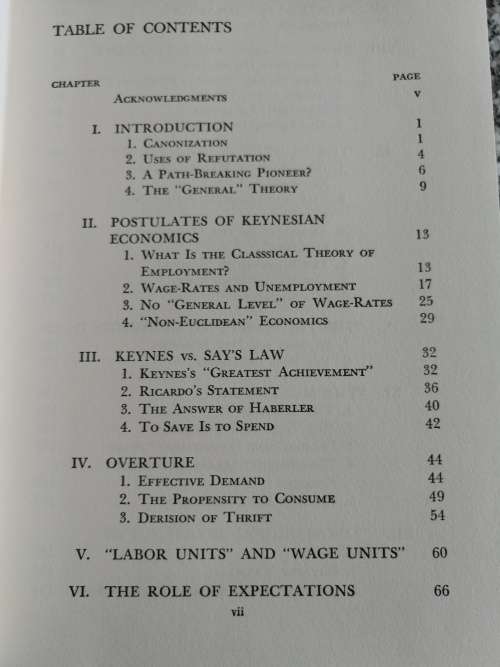 TABLE OF CONTENTS
CHAPTER PAGE
ACKNOWLEDGMENTS v
I. INTRODUCTION 1
1. CANONIZATION 1
2. USES OF REFUTATION 4
3. A PATH-BREAKING PIONEER? 6
4. THE "GENERAL" THEORY 9
II. POSTULATES OF KEYNESIAN
ECONOMICS 13
1. WHAT IS THE CLASSSICAL THEORY OF
EMPLOYMENT? 13
2. WAGE-RATES AND UNEMPLOYMENT 17
3. NO "GENERAL LEVEL" OF WAGE-RATES 25
4. "NON-EUCLIDEAN" ECONOMICS 29
III. KEYNES VS. SAY'S LAW 32
1. KEYNES'S "GREATEST ACHIEVEMENT" 32
2. RICARDO'S STATEMENT 36
3. THE ANSWER OF HABERLER 40
4. TO SAVE IS TO SPEND 42
IV. OVERTURE 44
1. EFFECTIVE DEMAND 44
2. THE PROPENSITY TO CONSUME 49
3. DERISION OF THRIFT 54
V. "LABOR UNITS" AND "WAGE UNITS" 60
VI. THE ROLE OF EXPECTATIONS 66
vii